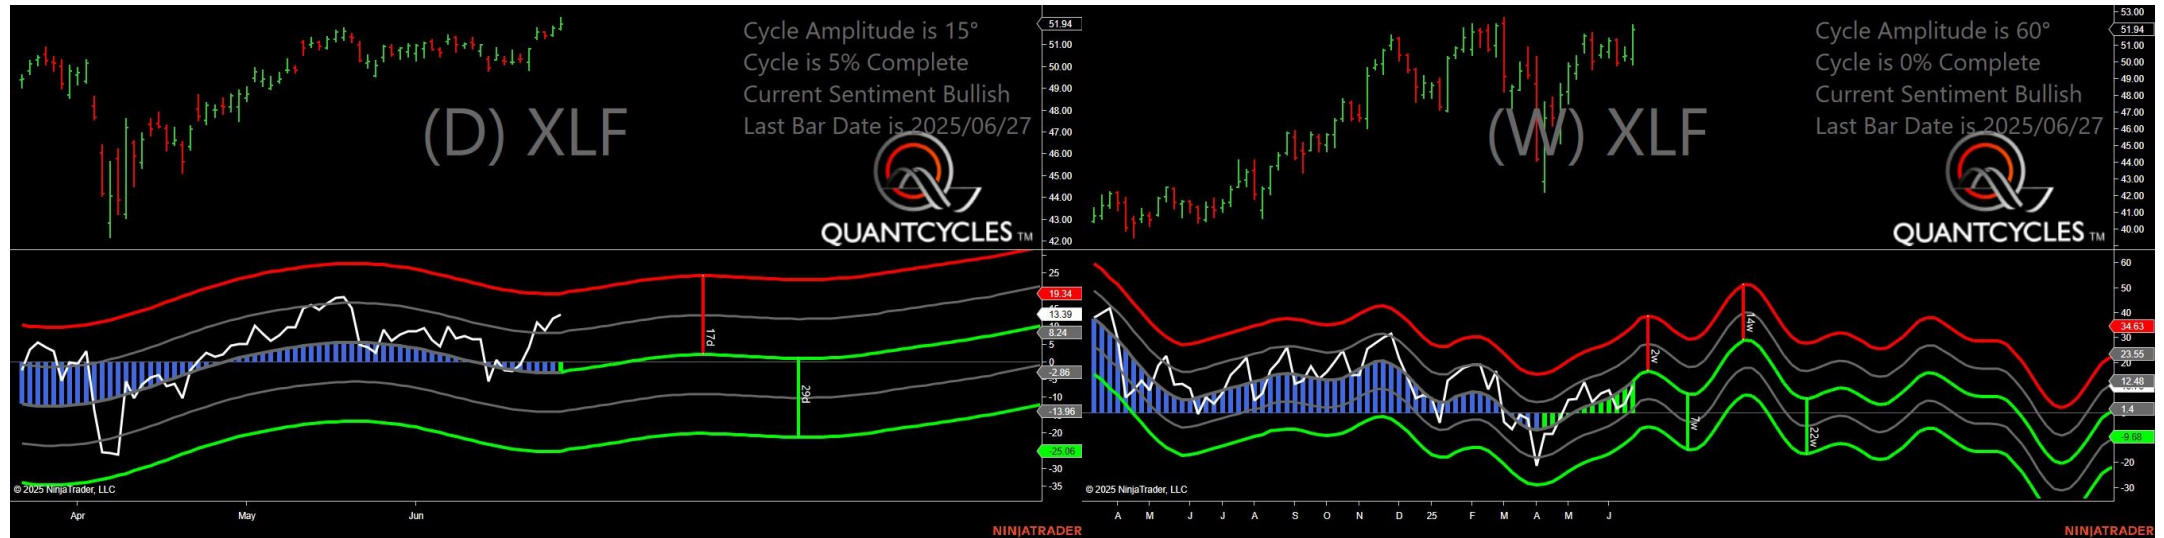 Cycle Amplitude is 15°
Cycle is 5% Complete
Current Sentiment Bullish
Last Bar Date is 2025/06/27
(D) XLF
QUANTCYCLES TM
51.94
51.00
50.00
49.00
48.00
47.00
46.00
45.00
44.00
43.00
42.00
25
19.34
13.39
8.24
5
0
-2.86
-13.96
-20
-25.06
-30
-35
17d
29d
© 2025 NinjaTrader, LLC
Apr May Jun
NINJATRADER
Cycle Amplitude is 60°
Cycle is 0% Complete
Current Sentiment Bullish
Last Bar Date is 2025/06/27
(W) XLF
QUANTCYCLES TM
53.00
51.94
51.00
50.00
49.00
48.00
47.00
46.00
45.00
44.00
43.00
42.00
41.00
40.00
60
50
40
34.63
30
23.55
20
12.48
1.4
-9.68
-20
-30
2w
14w
7w
22w
© 2025 NinjaTrader, LLC
A M J J A S O N D 25 F M A M J
NINJATRADER